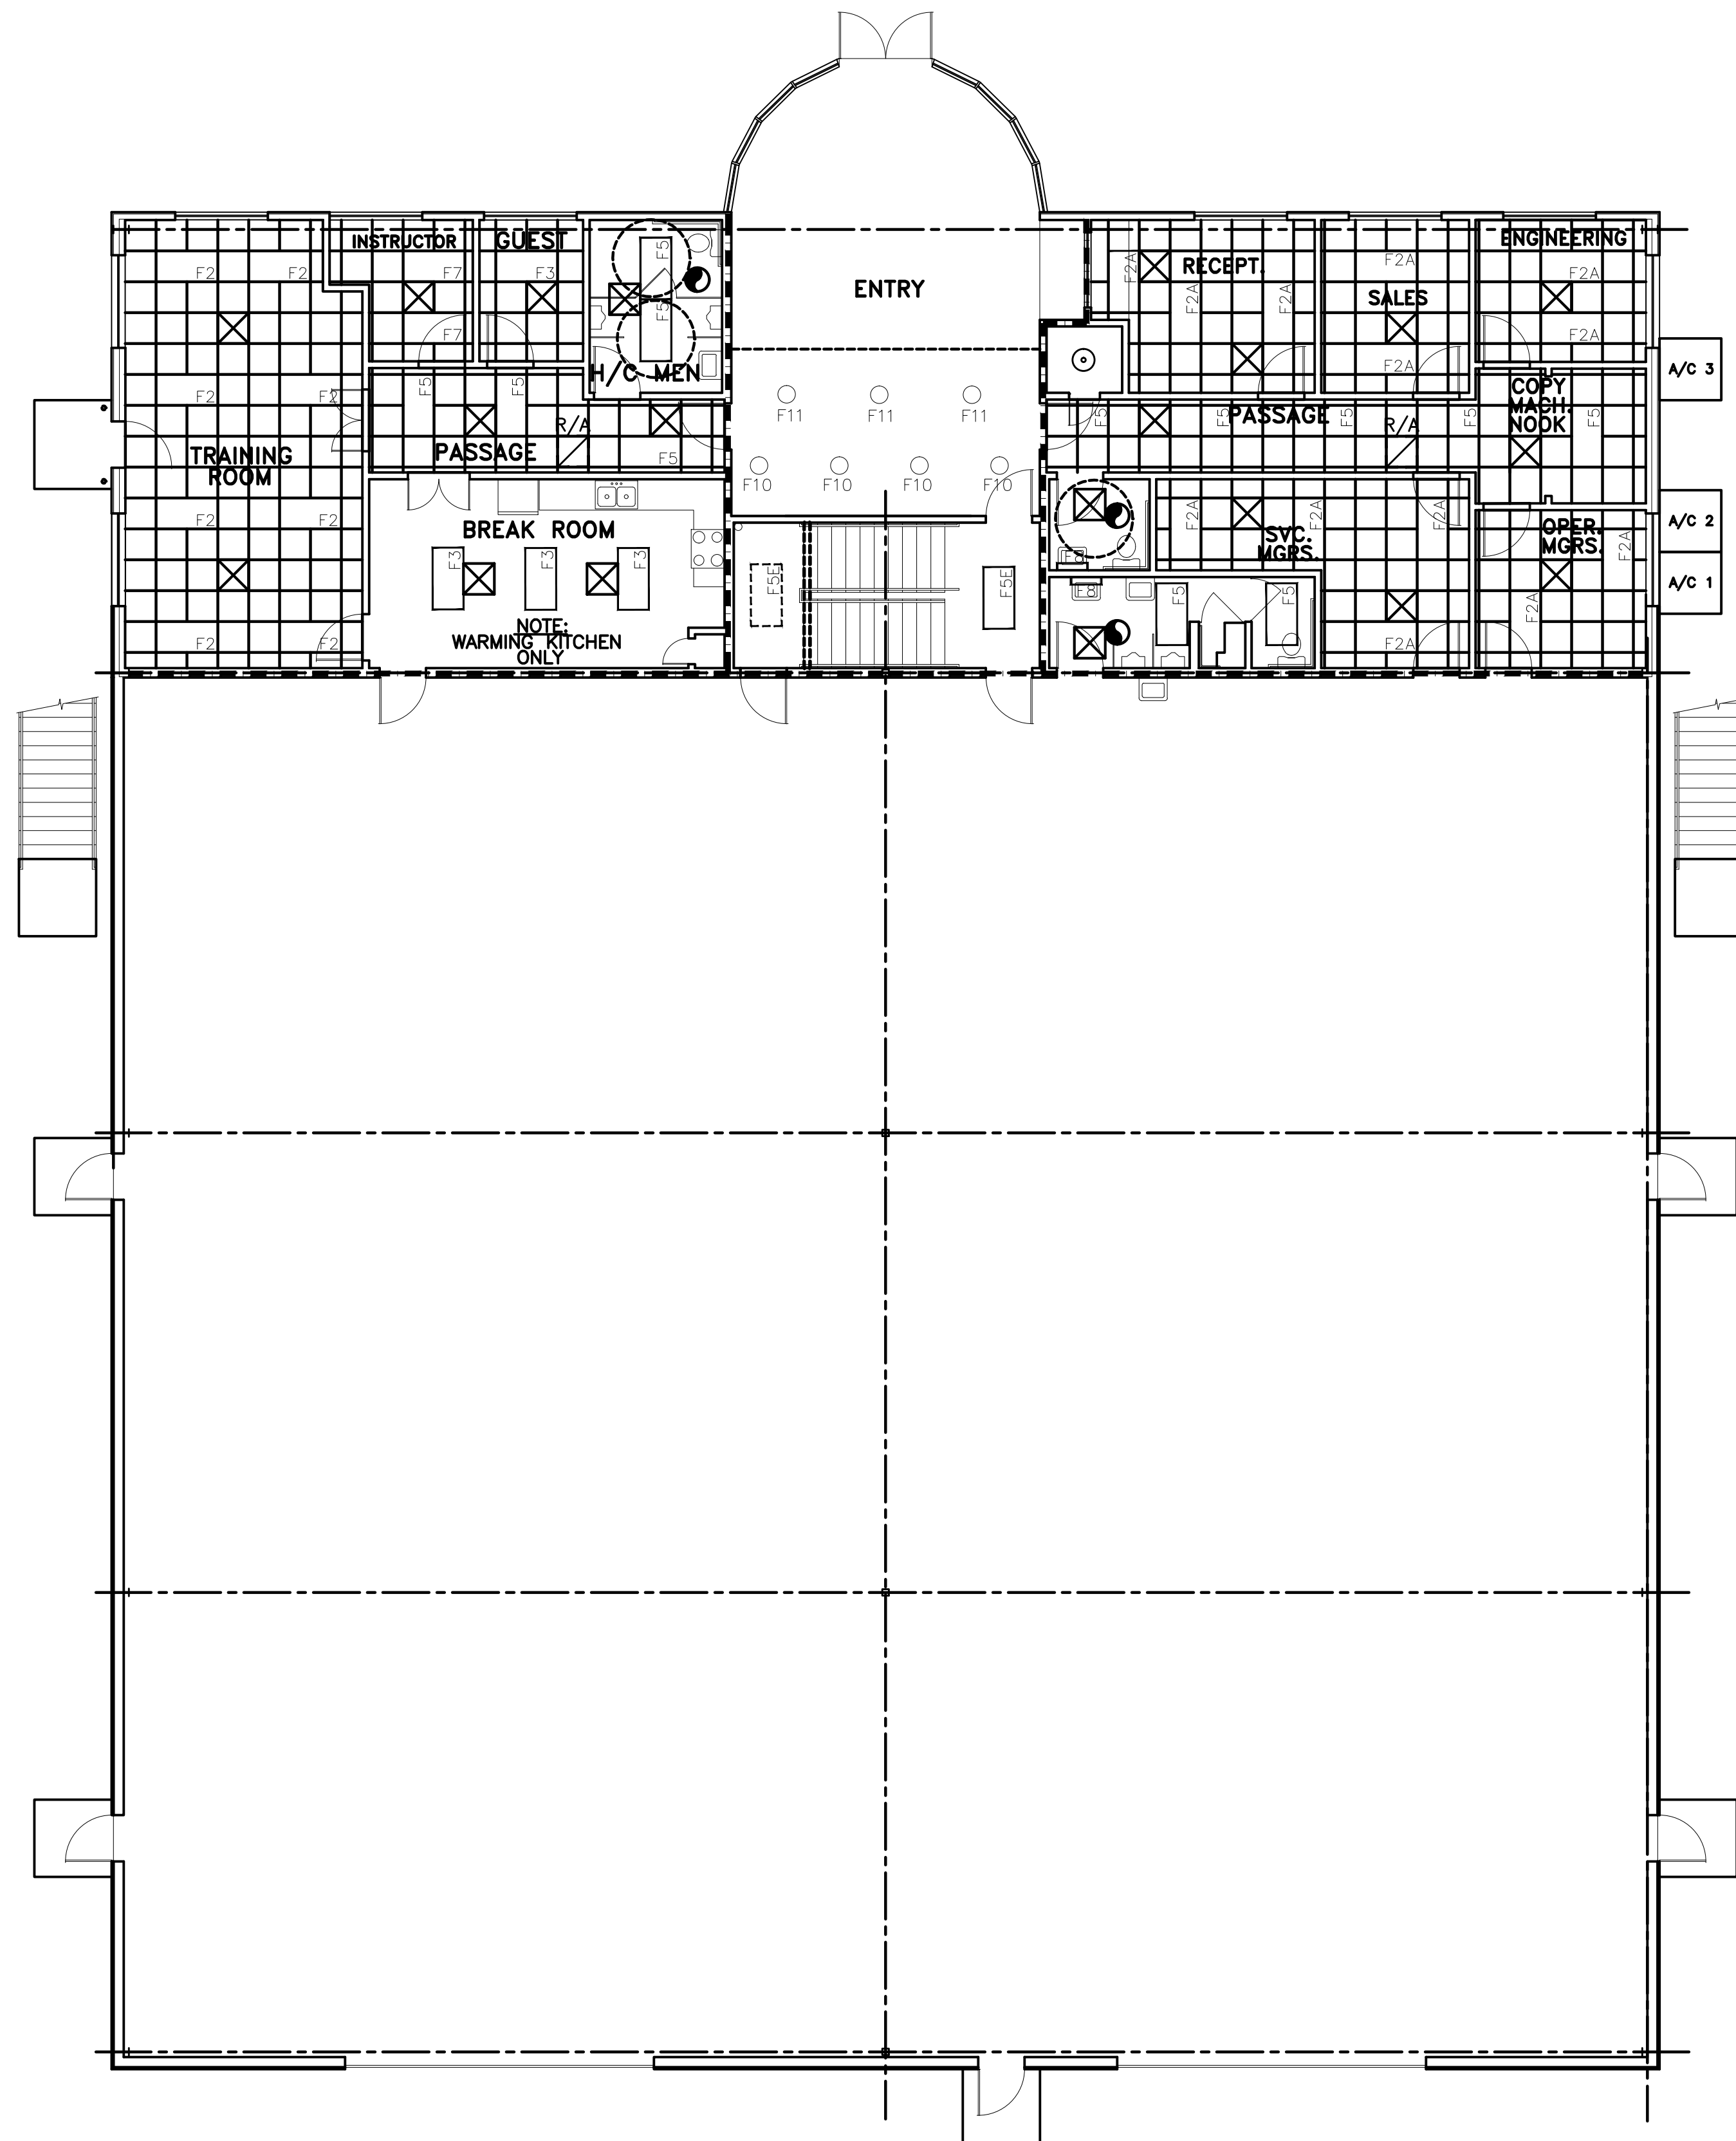 INSTRUCTOR
GUEST
ENGINEERING
F2
F2
F7
F3
F5
F2A
RECEPT.
F2A
F2A
ENTRY
F2A
F2A
SALES
F5
F7
F2A
F2A
H/C MEN
A/C 3
F2
F2
F5
F5
COPY
MACH.
NOOK
F11
F11
F11
F5
F5
PASSAGE
F5
R/A
F5
F5
R/A
PASSAGE
F5
TRAINING
ROOM
F10
F10
F10
F10
F2
F2
BREAK ROOM
F2A
F2A
F2A
SVC.
MGRS.
OPER.
MGRS.
F2A
A/C 2
F3
F3
F3
F8
F5E
F5E
F8
F5
F5
F2A
A/C 1
NOTE:
WARMING KITCHEN
ONLY
F2
F2
F2A